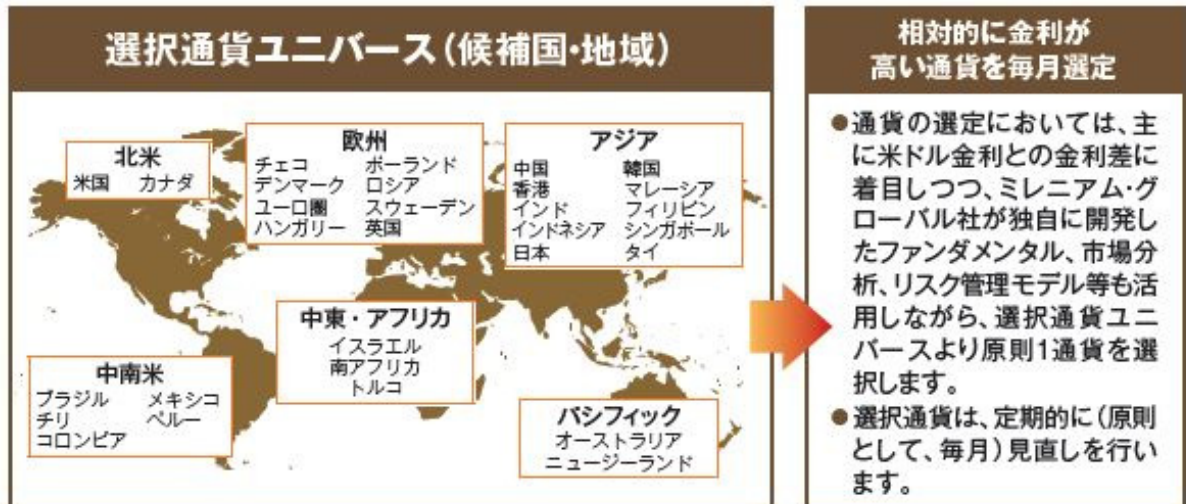 選択通貨ユニバース(候補国・地域)
北米
米国 カナダ
欧州
チェコ ポーランド
デンマーク ロシア
ユーロ圏 スウェーデン
ハンガリー 英国
アジア
中国 韓国
香港 マレーシア
インド フィリピン
インドネシア シンガポール
日本 タイ
中東・アフリカ
イスラエル
南アフリカ
トルコ
中南米
ブラジル メキシコ
チリ ペルー
コロンビア
パシフィック
オーストラリア
ニュージーランド
相対的に金利が
高い通貨を毎月選定
●通貨の選定においては、主
に米ドル金利との金利差に
着目しつつ、ミレニアム・グ
ローバル社が独自に開発し
たファンダメンタル、市場分
析、リスク管理モデル等も活
用しながら、選択通貨ユニ
バースより原則1通貨を選
択します。
●選択通貨は、定期的に(原則
として、毎月)見直しを行い
ます。